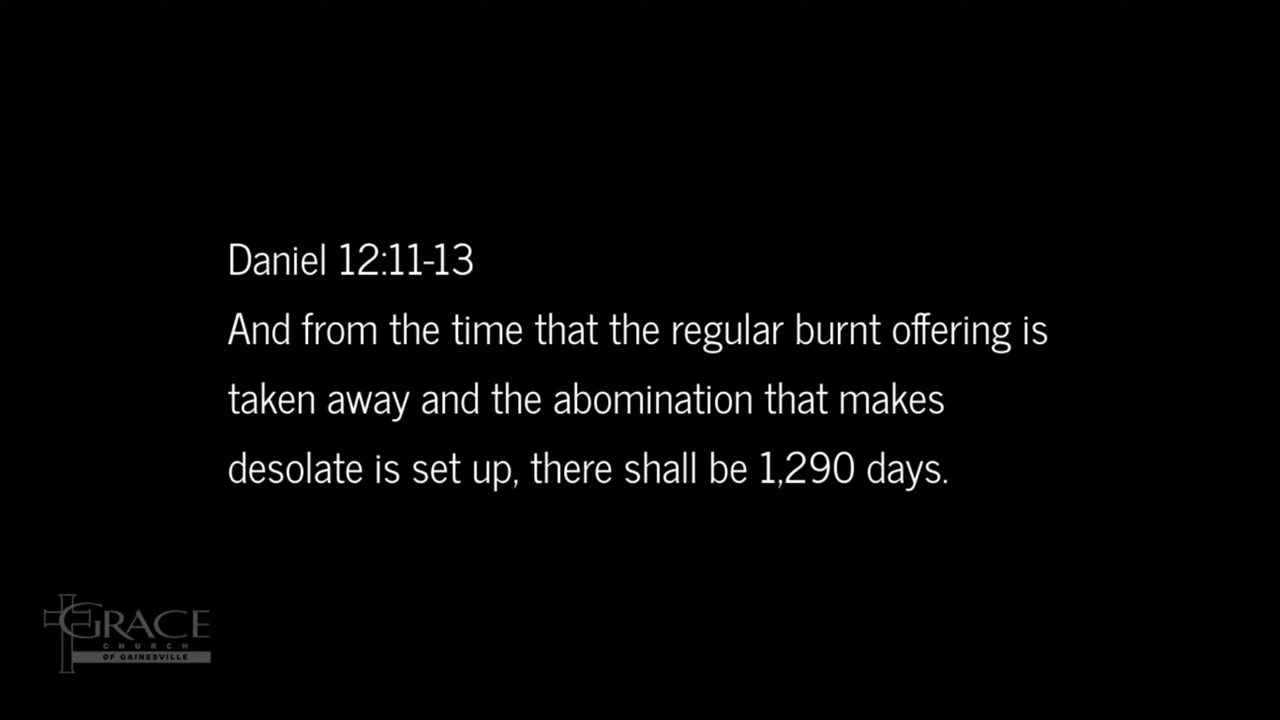 Daniel 12:11-13
And from the time that the regular burnt offering is
taken away and the abomination that makes
desolate is set up, there shall be 1,290 days.
GRACE
CHURCH
OF GAINESVILLE